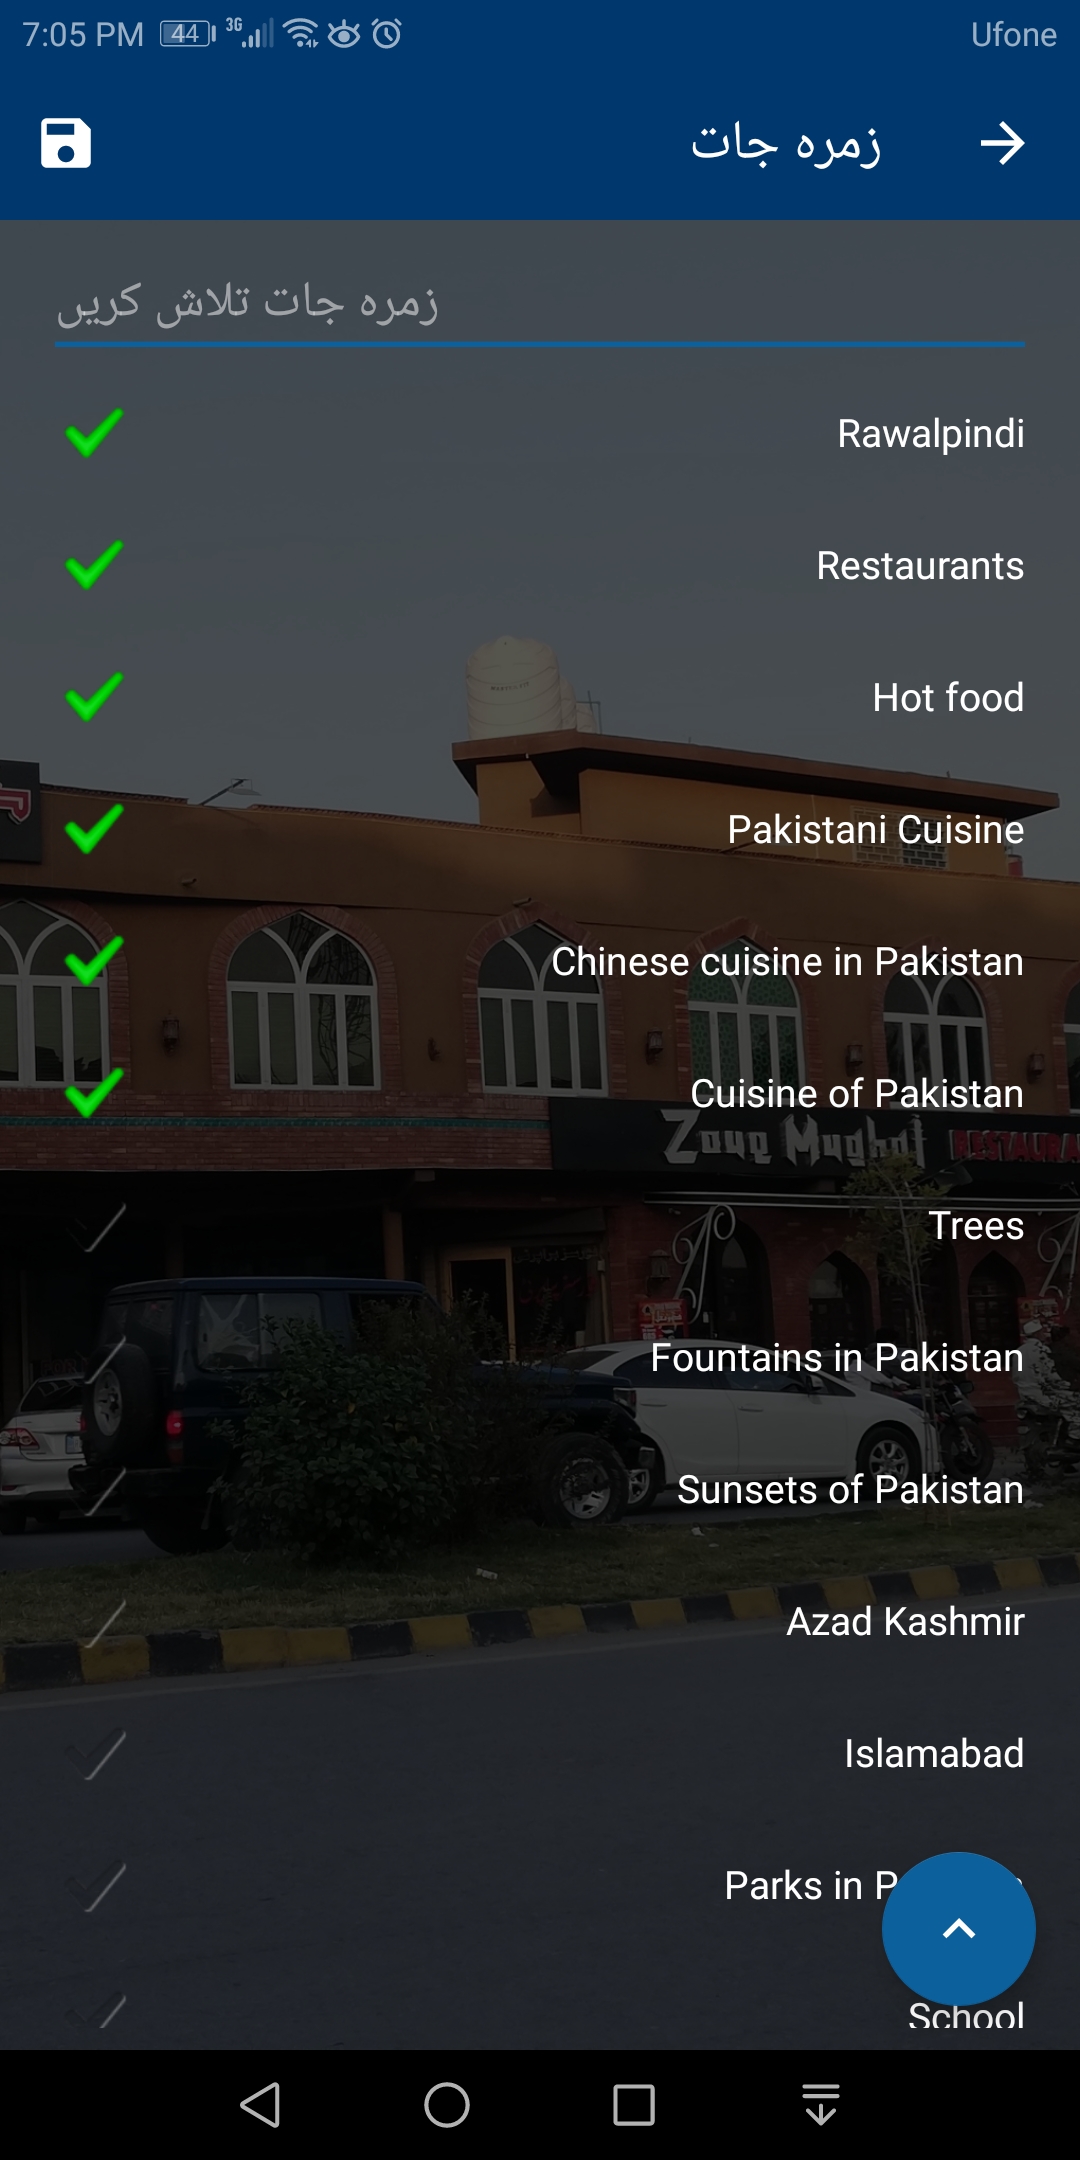 7:05 PM 44 3G Ufone
زمرہ جات
زمرہ جات تلاش کریں
Rawalpindi
Restaurants
Hot food
Pakistani Cuisine
Chinese cuisine in Pakistan
Cuisine of Pakistan
Zouq Mughal
Trees
Fountains in Pakistan
Sunsets of Pakistan
Azad Kashmir
Islamabad
Parks in
School